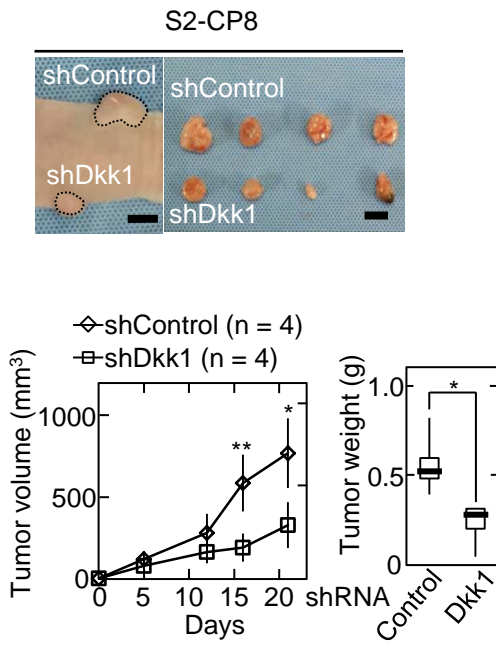 S2-CP8
shControl
shControl
shDkk1
shDkk1
shControl (n = 4)
shDkk1 (n = 4)
Tumor volume (mm³)
1000
500
0
** *
0 5 10 15 20
Days
shRNA
Tumor weight (g)
1.0
0.5
0
*
Control
Dkk1